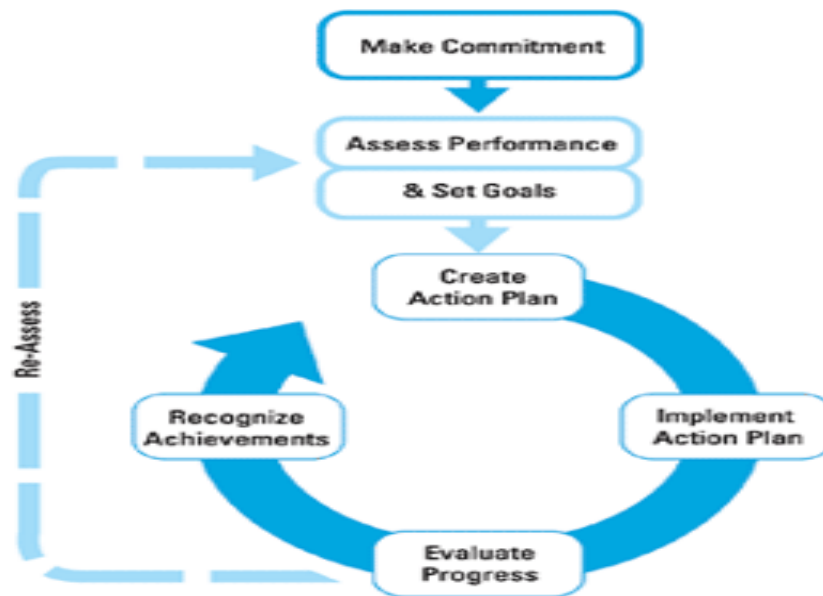 Make Commitment
Assess Performance
& Set Goals
Create
Action Plan
Implement
Action Plan
Evaluate
Progress
Recognize
Achievements
Re-Assess